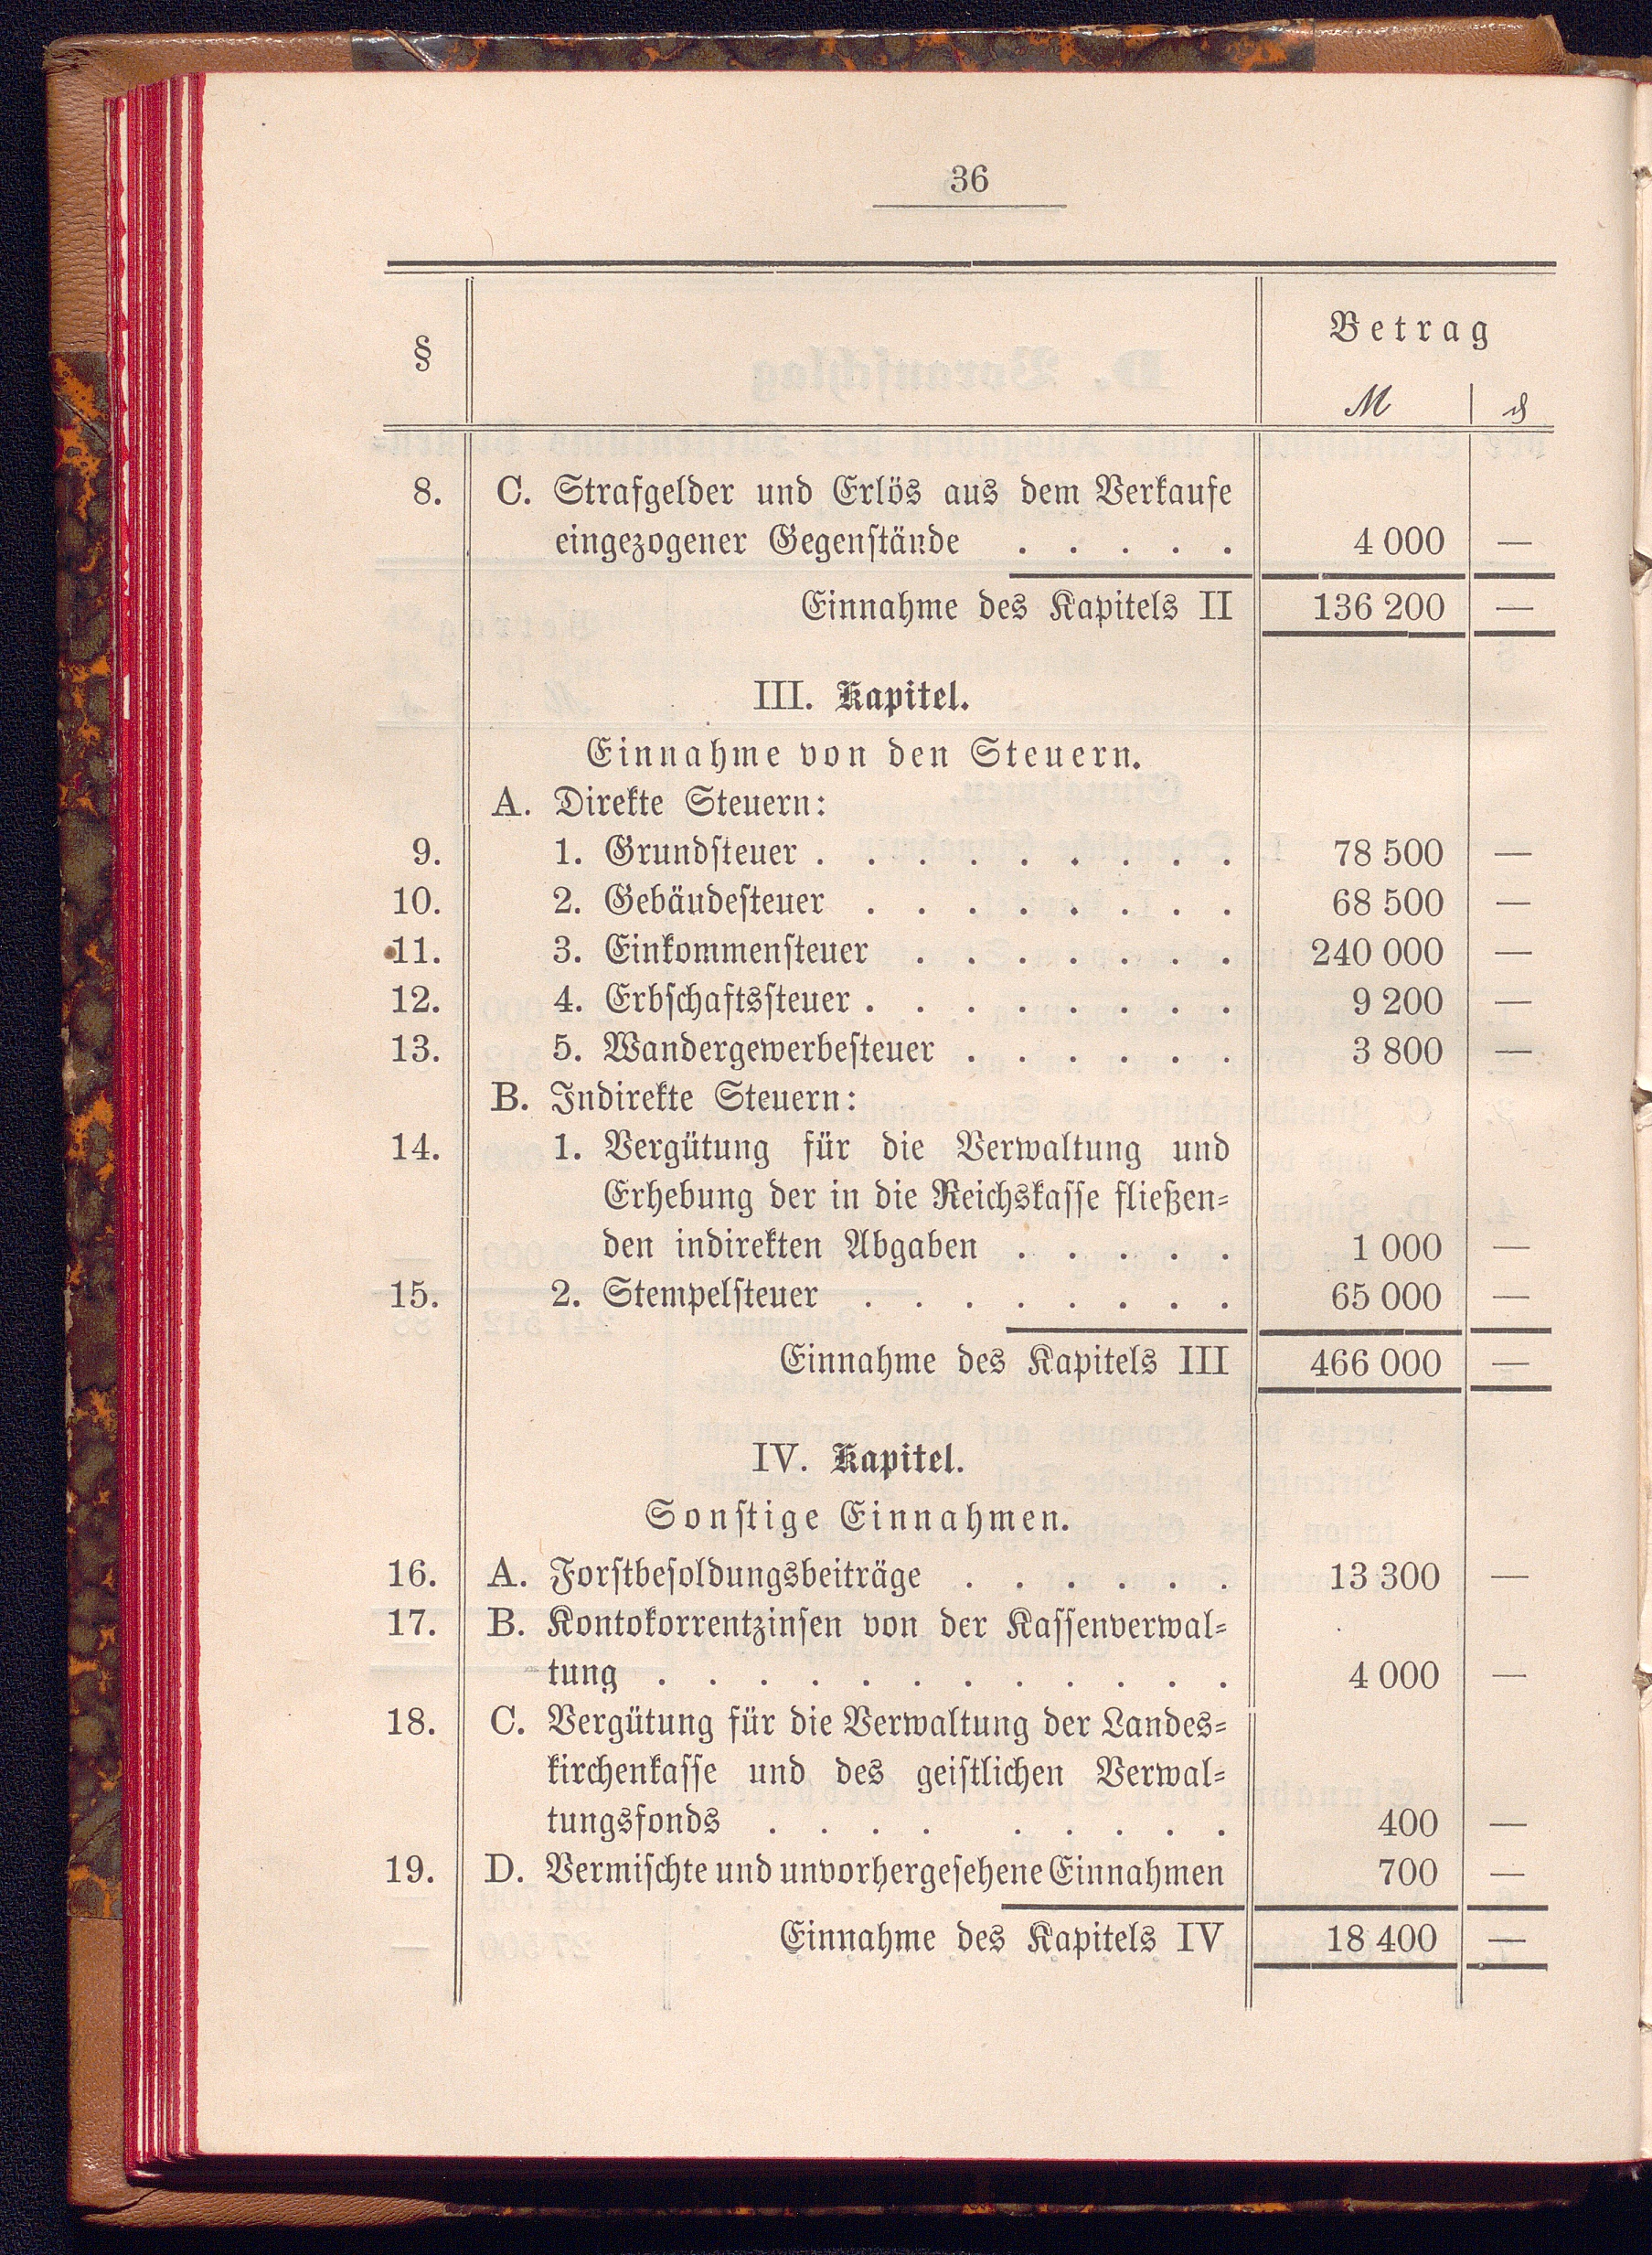 36
§ Betrag
ℳ ₰
8. C. Strafgelder und Erlös aus dem Verkaufe
eingezogener Gegenstände . . . . . 4 000 —
Einnahme des Kapitels II 136 200 —
III. Kapitel.
Einnahme von den Steuern.
A. Direkte Steuern:
9. 1. Grundsteuer . . . . . . . . . 78 500 —
10. 2. Gebäudesteuer . . . . . . . . 68 500 —
11. 3. Einkommensteuer . . . . . . . 240 000 —
12. 4. Erbschaftssteuer . . . . . . . . 9 200 —
13. 5. Wandergewerbesteuer . . . . . . 3 800 —
B. Indirekte Steuern:
14. 1. Vergütung für die Verwaltung und
Erhebung der in die Reichskasse fließen-
den indirekten Abgaben . . . . . 1 000 —
15. 2. Stempelsteuer . . . . . . . . 65 000 —
Einnahme des Kapitels III 466 000 —
IV. Kapitel.
Sonstige Einnahmen.
16. A. Forstbesoldungsbeiträge . . . . . . 13 300 —
17. B. Kontokorrentzinsen von der Kassenverwal-
tung . . . . . . . . . . . . 4 000 —
18. C. Vergütung für die Verwaltung der Landes-
kirchenkasse und des geistlichen Verwal-
tungsfonds . . . . . . . . . 400 —
19. D. Vermischte und unvorhergesehene Einnahmen 700 —
Einnahme des Kapitels IV 18 400 —